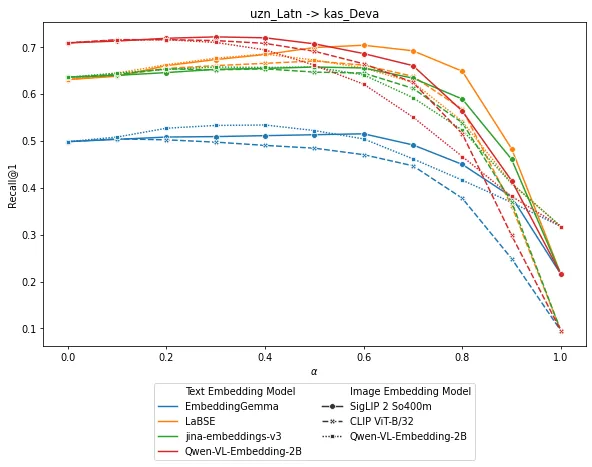 uzn_Latn -> kas_Deva
Recall@1
0.7
0.6
0.5
0.4
0.3
0.2
0.1
0.0 0.2 0.4 0.6 0.8 1.0
α
Text Embedding Model Image Embedding Model
EmbeddingGemma SigLIP 2 So400m
LaBSE CLIP ViT-B/32
jina-embeddings-v3 Qwen-VL-Embedding-2B
Qwen-VL-Embedding-2B